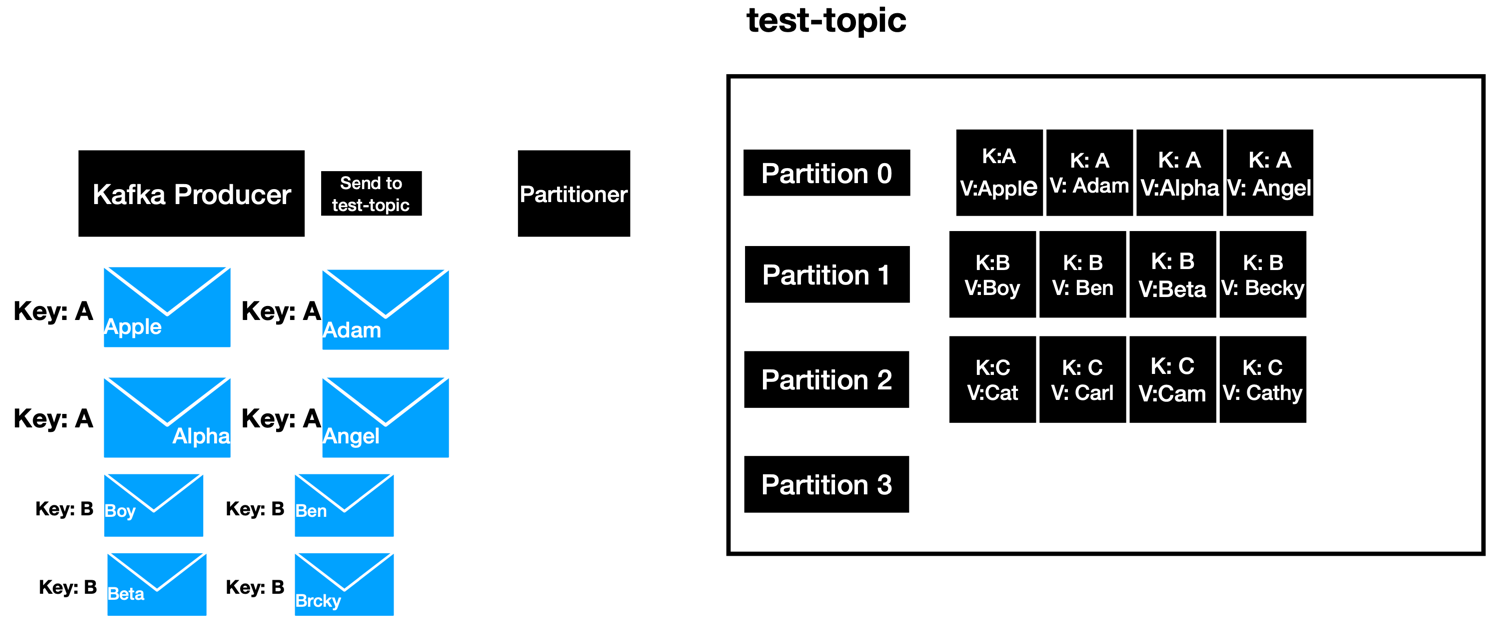 test-topic
Kafka Producer
Send to
test-topic
Partitioner
Key: A
Apple
Key: A
Adam
Key: A
Alpha
Key: A
Angel
Key: B
Boy
Key: B
Ben
Key: B
Beta
Key: B
Brcky
Partition 0
K:A
V:Apple
K: A
V: Adam
K: A
V:Alpha
K: A
V: Angel
Partition 1
K:B
V:Boy
K: B
V: Ben
K: B
V:Beta
K: B
V: Becky
Partition 2
K:C
V:Cat
K: C
V: Carl
K: C
V:Cam
K: C
V: Cathy
Partition 3